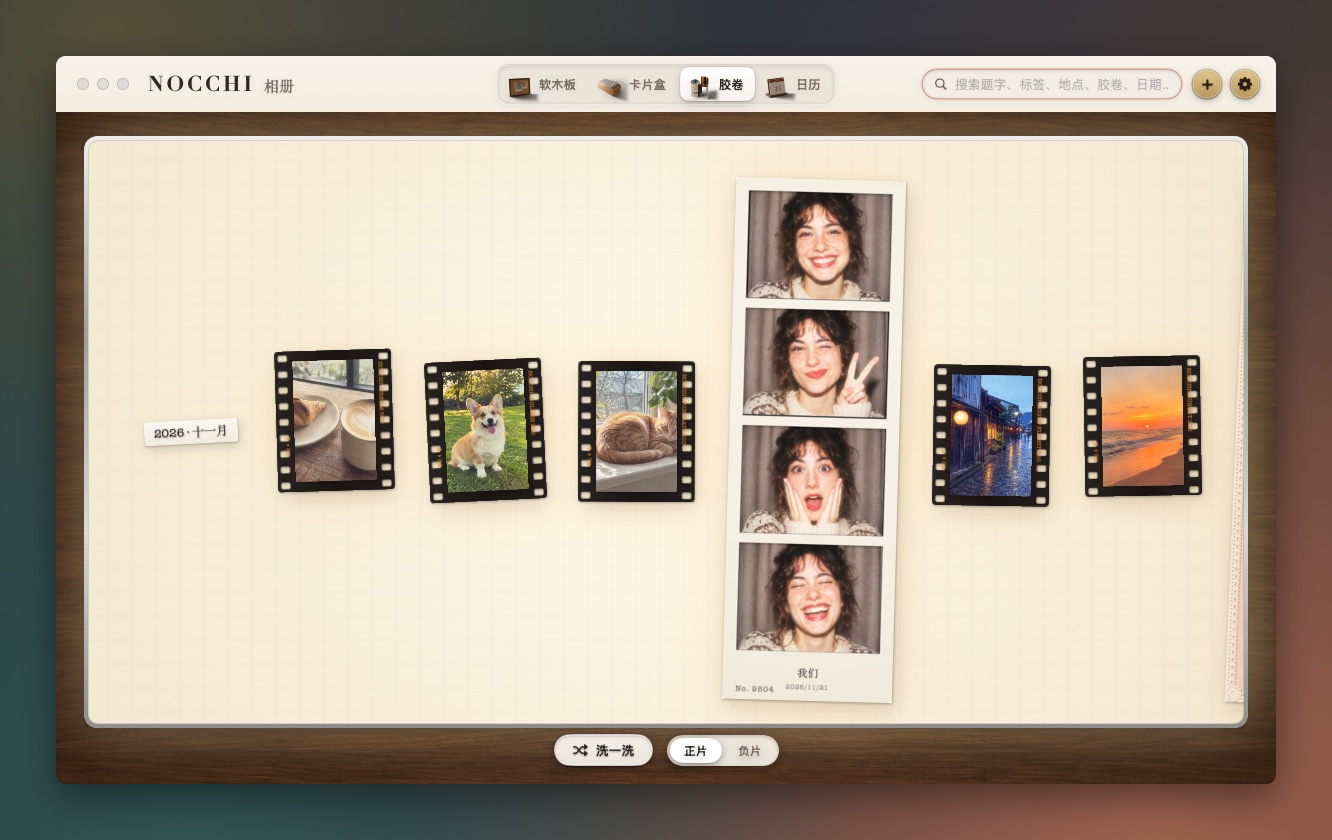 NOCCHI 相册
软木板
卡片盒
胶卷
日历
搜索题字、标签、地点、胶卷、日期..
2026·十一月
我们
No. 9804
2026/11/21
洗一洗
正片
负片